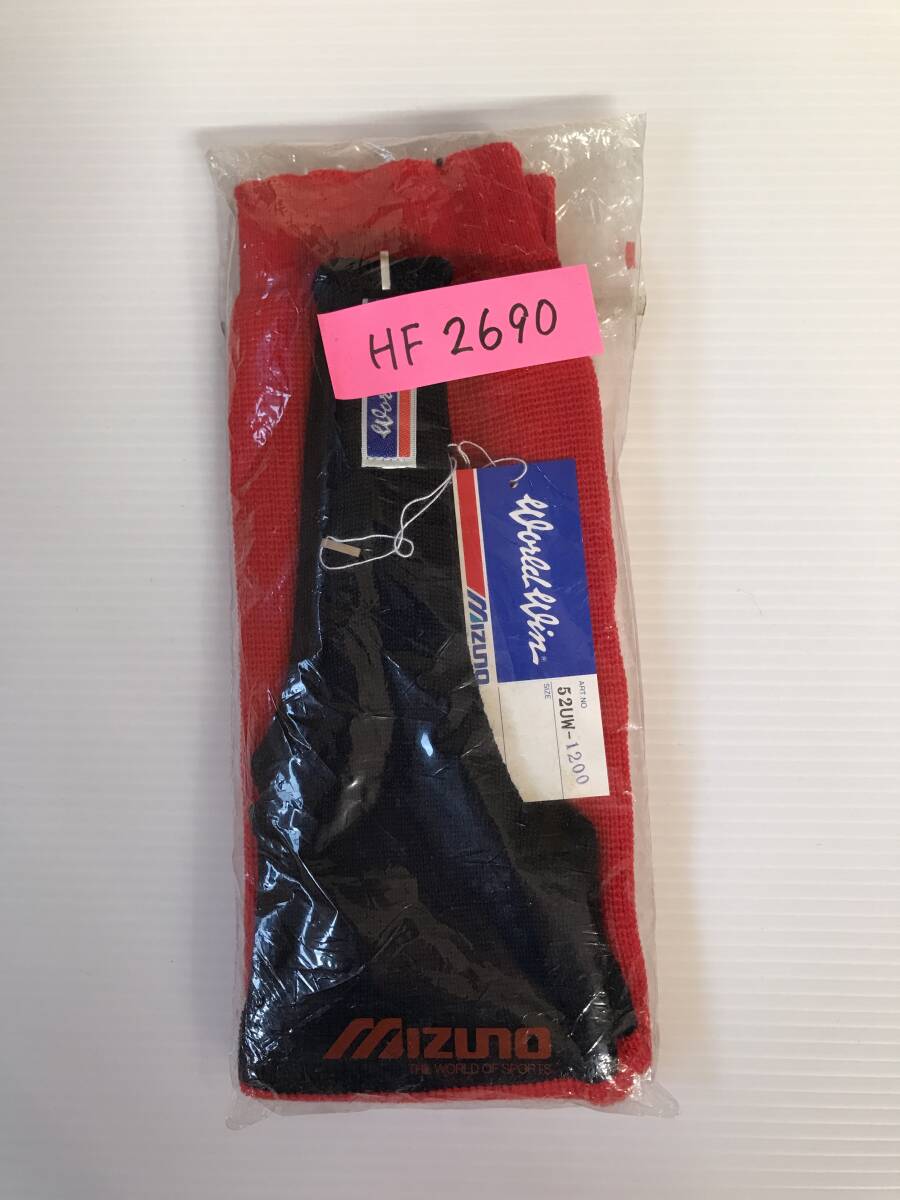 HF 2690
World Win®
MIZUNO
ART.NO
52UW-1200
SIZE
MIZUNO
THE WORLD OF SPORTS